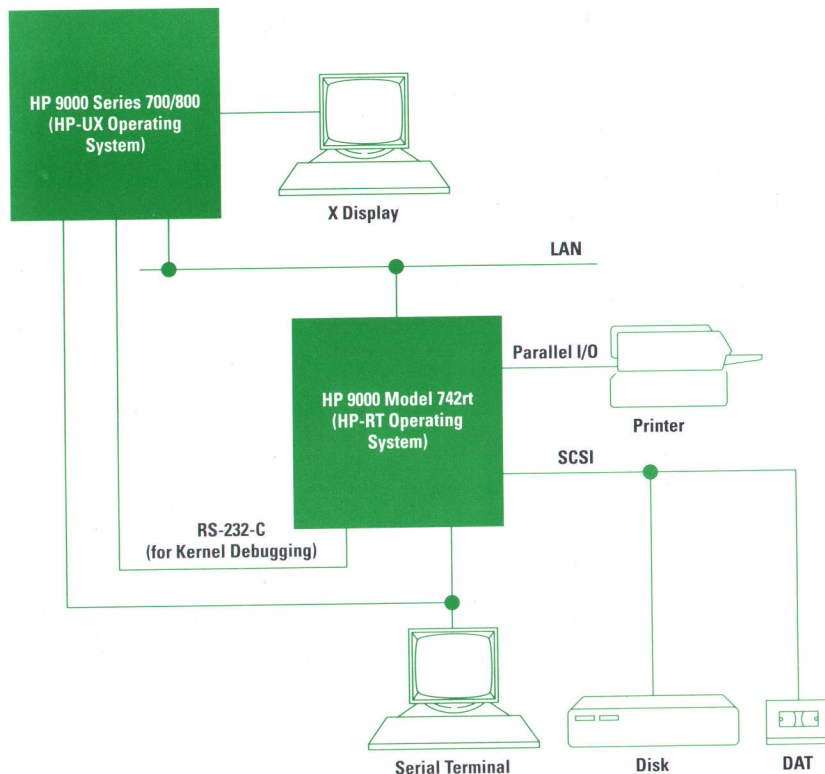 HP 9000 Series 700/800
(HP-UX Operating
System)
X Display
LAN
HP 9000 Model 742rt
(HP-RT Operating
System)
Parallel I/O
Printer
SCSI
RS-232-C
(for Kernel Debugging)
Serial Terminal
Disk
DAT